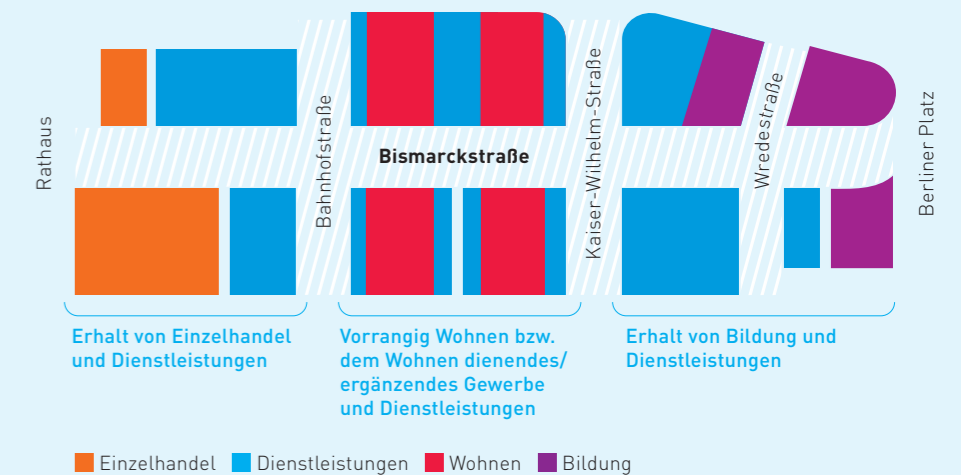 Rathaus
Bahnhofstraße
Bismarckstraße
Kaiser-Wilhelm-Straße
Wredestraße
Berliner Platz
Erhalt von Einzelhandel
und Dienstleistungen
Vorrangig Wohnen bzw.
dem Wohnen dienendes/
ergänzendes Gewerbe
und Dienstleistungen
Erhalt von Bildung und
Dienstleistungen
Einzelhandel Dienstleistungen Wohnen Bildung